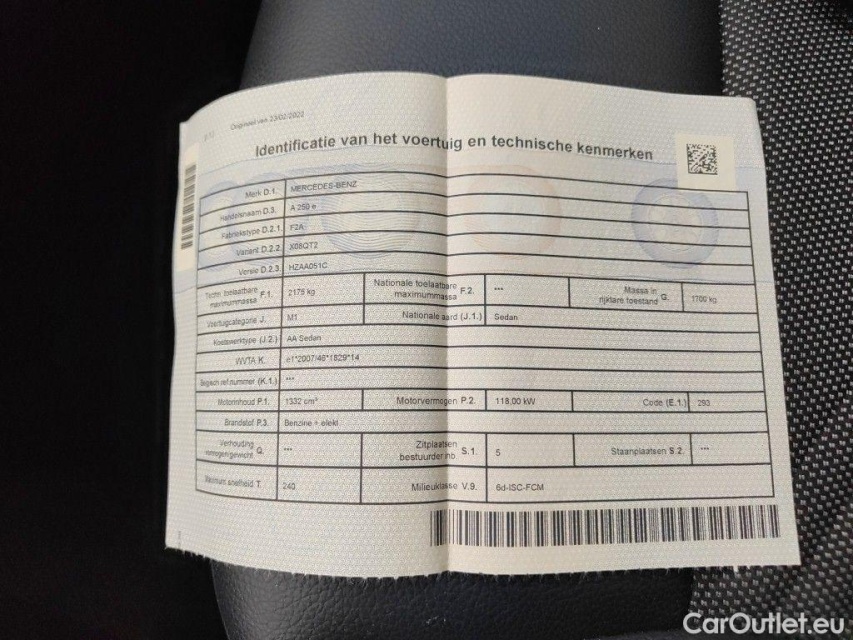 Origineel van 23/02/2022
Identificatie van het voertuig en technische kenmerken
Merk D.1. MERCEDES-BENZ
Handelsnaam D.3. A 250 e
Fabriekstype D.2.1. F2A
Variant D.2.2. X08QT2
Versie D.2.3. HZAA051C
Techn. toelaatbare maximummassa F.1. 2175 kg Nationale toelaatbare maximummassa F.2. *** Massa in rijklare toestand G. 1700 kg
Voertuigcategorie J. M1 Nationale aard (J.1.) Sedan
Koetswerktype (J.2.) AA Sedan
WVTA K. e1*2007/46*1829*14
Belgisch ref.nummer (K.1.) ***
Motorinhoud P.1. 1332 cm³ Motorvermogen P.2. 118,00 kW Code (E.1.) 293
Brandstof P.3. Benzine + elekt
Verhouding vermogen/gewicht Q. *** Zitplaatsen bestuurder inb. S.1. 5 Staanplaatsen S.2. ***
Maximum snelheid T. 240 Milieuklasse V.9. 6d-ISC-FCM
CarOutlet.eu